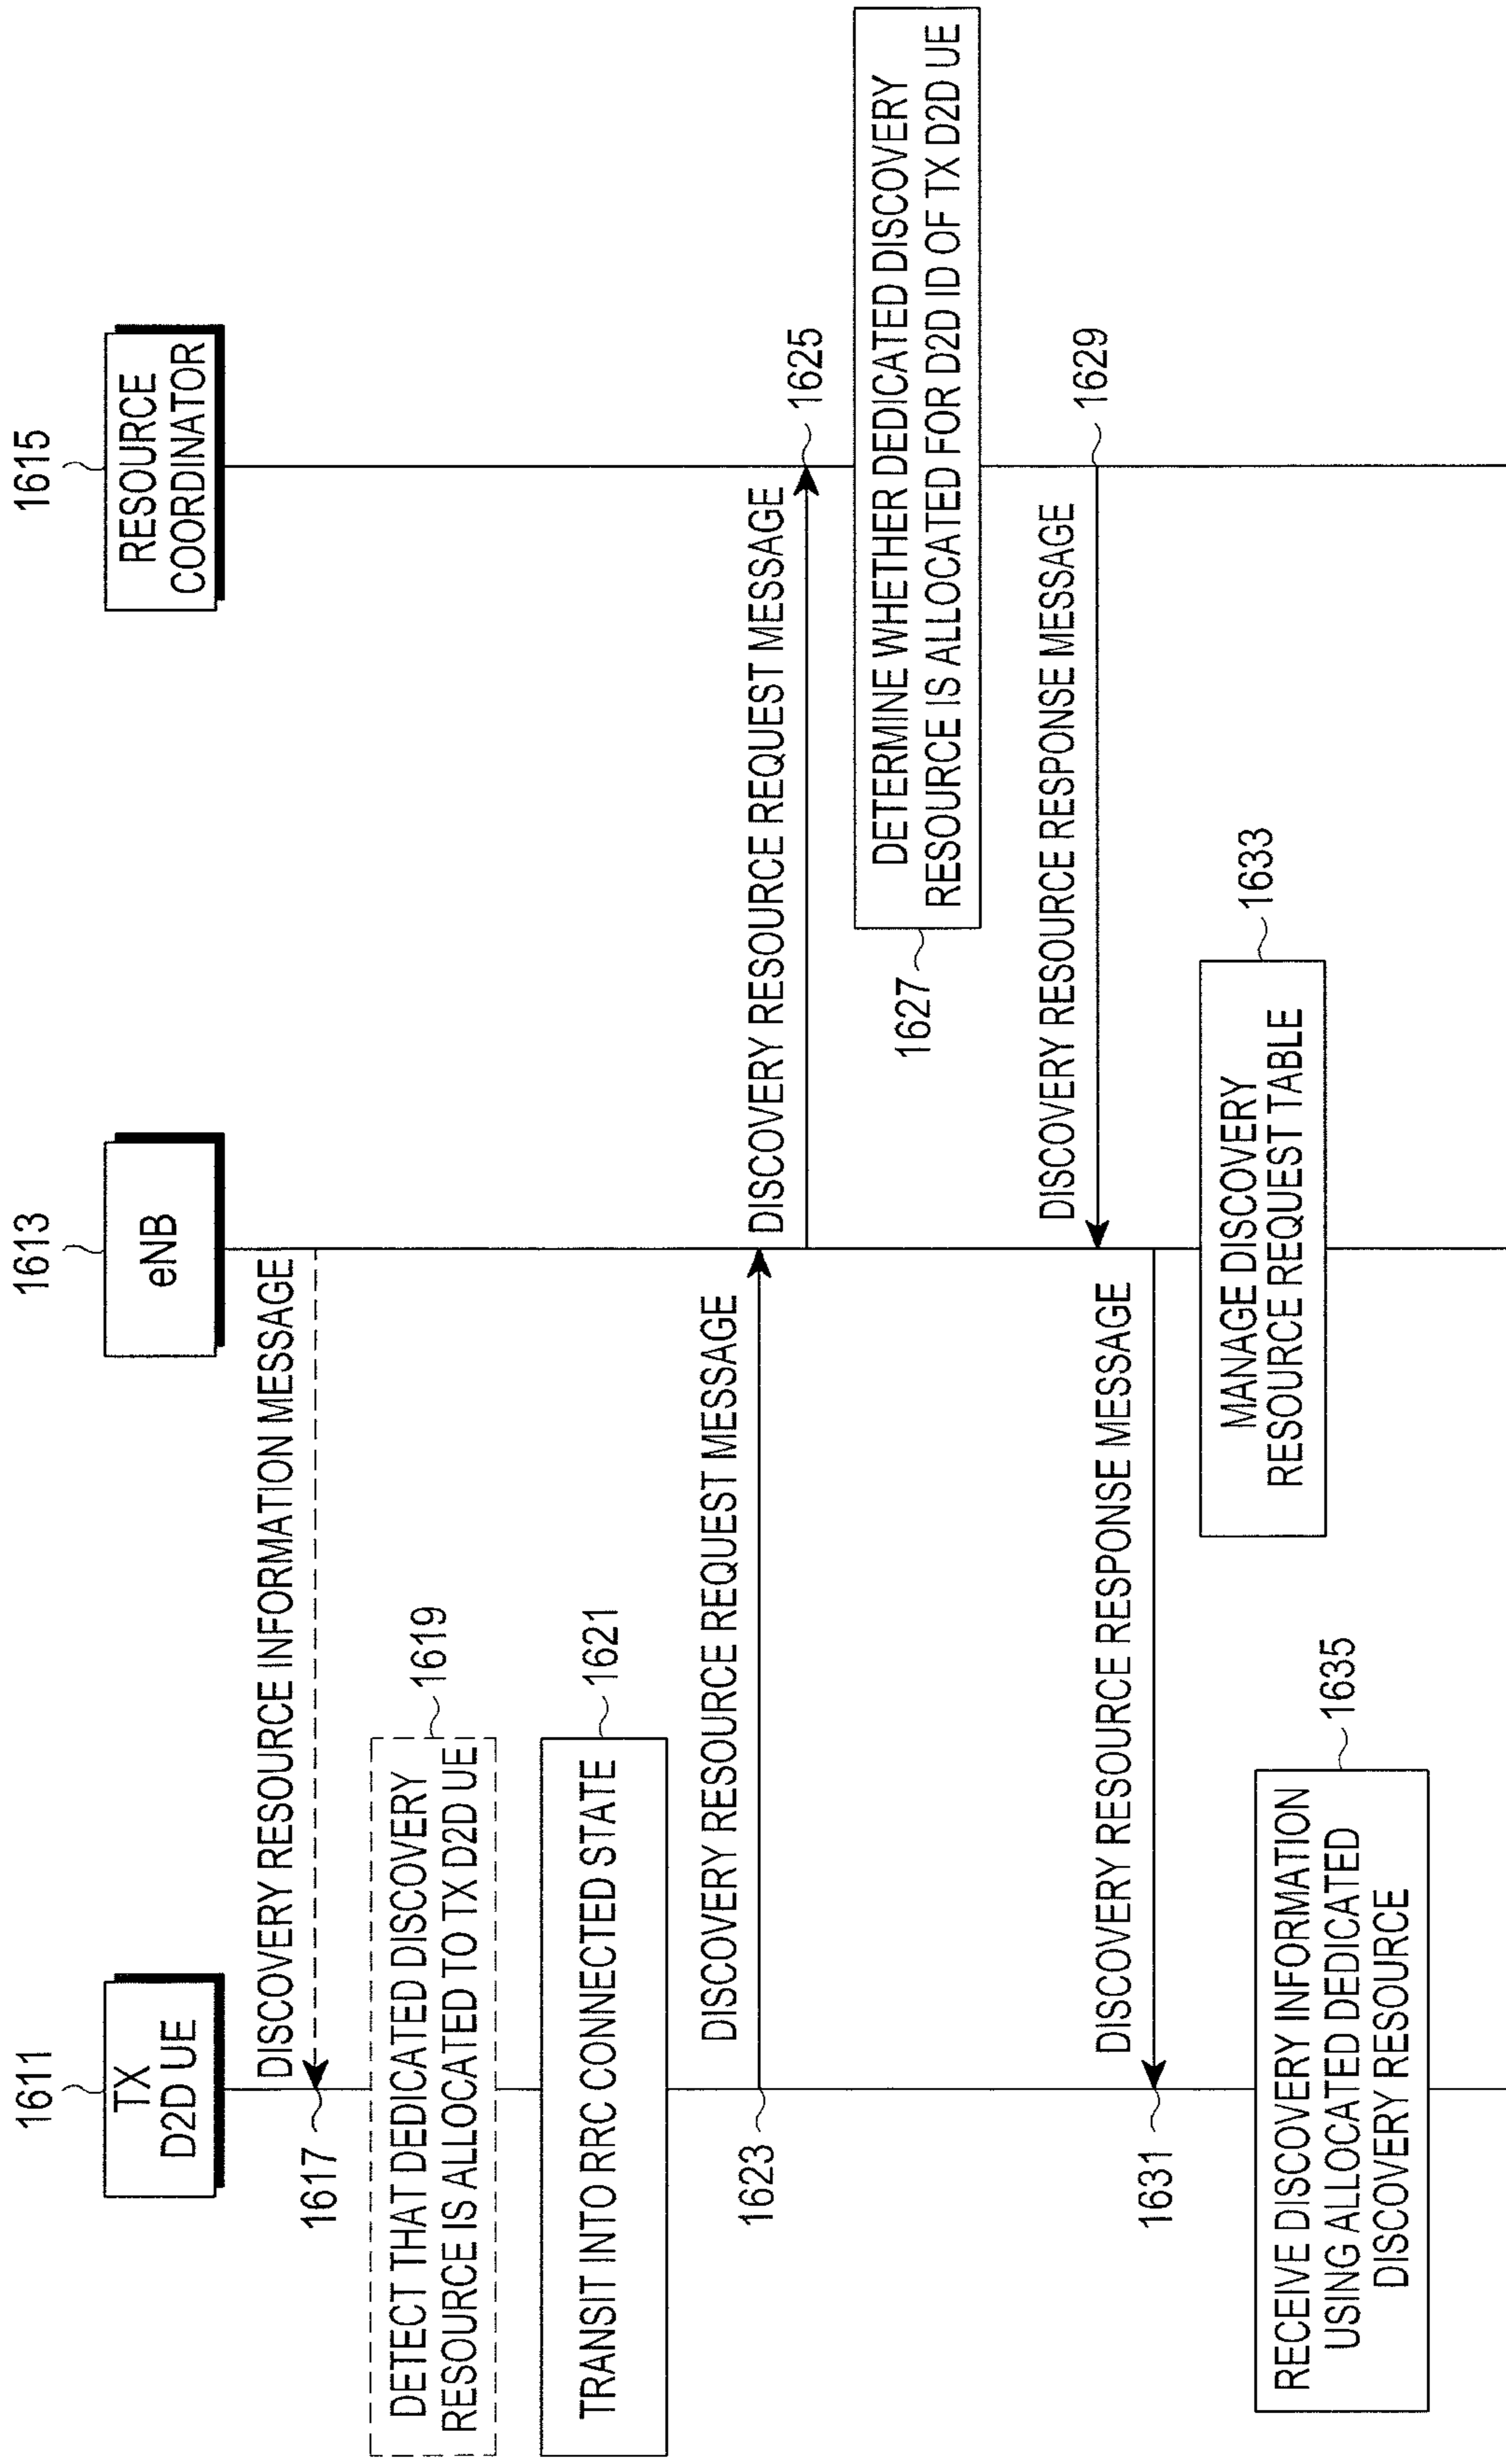 1611
TX
D2D UE
1613
eNB
1615
RESOURCE
COORDINATOR
DISCOVERY RESOURCE INFORMATION MESSAGE
1617
DETECT THAT DEDICATED DISCOVERY
RESOURCE IS ALLOCATED TO TX D2D UE
1619
TRANSIT INTO RRC CONNECTED STATE
1621
DISCOVERY RESOURCE REQUEST MESSAGE
1623
DISCOVERY RESOURCE REQUEST MESSAGE
1625
DETERMINE WHETHER DEDICATED DISCOVERY
RESOURCE IS ALLOCATED FOR D2D ID OF TX D2D UE
1627
DISCOVERY RESOURCE RESPONSE MESSAGE
1629
DISCOVERY RESOURCE RESPONSE MESSAGE
1631
MANAGE DISCOVERY
RESOURCE REQUEST TABLE
1633
RECEIVE DISCOVERY INFORMATION
USING ALLOCATED DEDICATED
DISCOVERY RESOURCE
1635